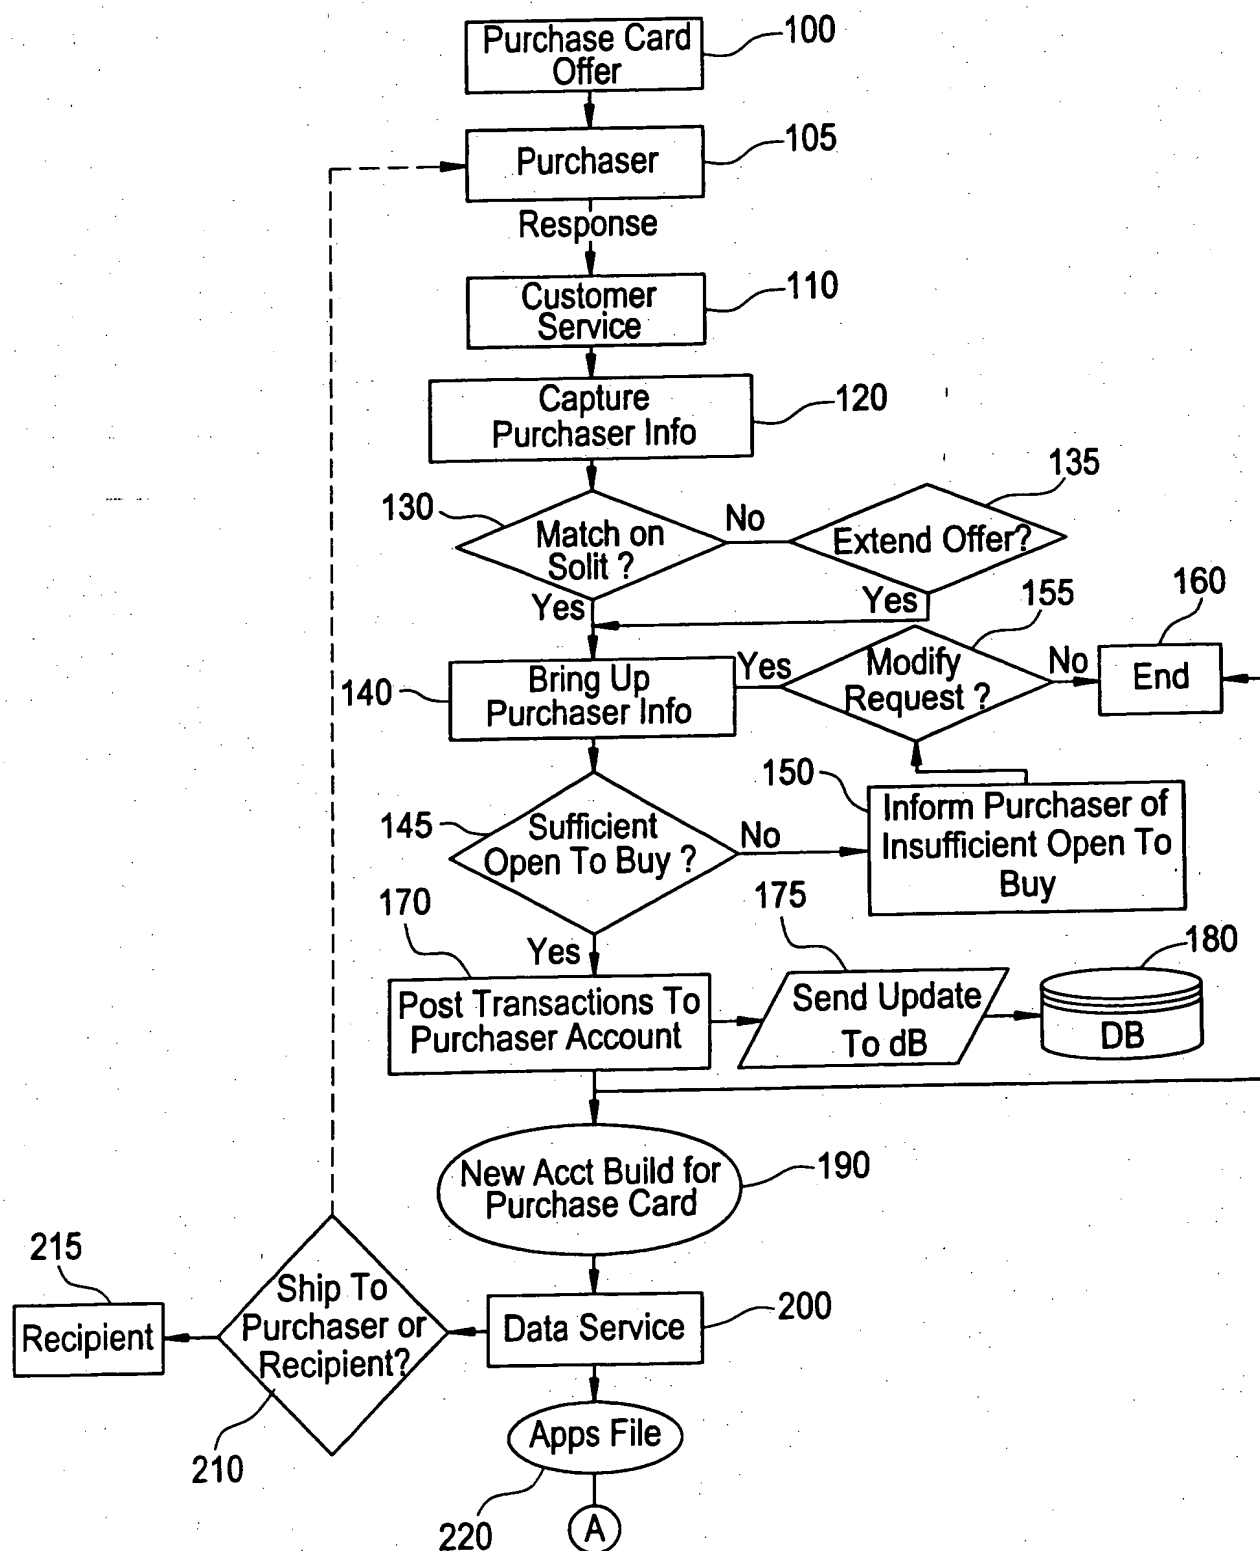 Purchase Card
Offer
100
Purchaser
105
Response
Customer
Service
110
Capture
Purchaser Info
120
130
Match on
Solit ?
No
135
Extend Offer?
Yes
Yes
140
Bring Up
Purchaser Info
Yes
Modify
Request ?
155
No
160
End
145
Sufficient
Open To Buy ?
No
150
Inform Purchaser of
Insufficient Open To
Buy
170
Yes
Post Transactions To
Purchaser Account
175
Send Update
To dB
180
DB
New Acct Build for
Purchase Card
190
215
Recipient
Ship To
Purchaser or
Recipient?
210
Data Service
200
Apps File
220
A